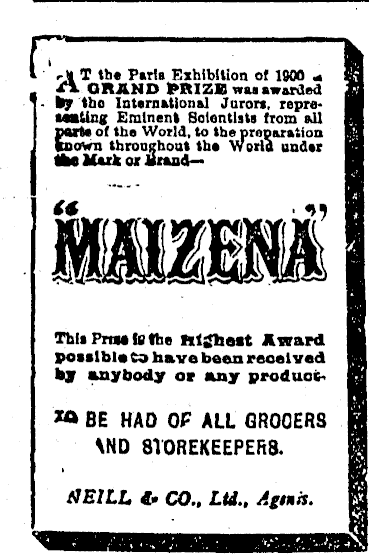 AT the Paris Exhibition of 1900 a
GRAND PRIZE was awarded
by the International Jurors, repre-
senting Eminent Scientists from all
parts of the World, to the preparation
known throughout the World under
the Mark or Brand—
"MAIZENA"
This Prize is the Highest Award
possible to have been received
by anybody or any product.
TO BE HAD OF ALL GROCERS
AND STOREKEEPERS.
NEILL & CO., Ltd., Agents.